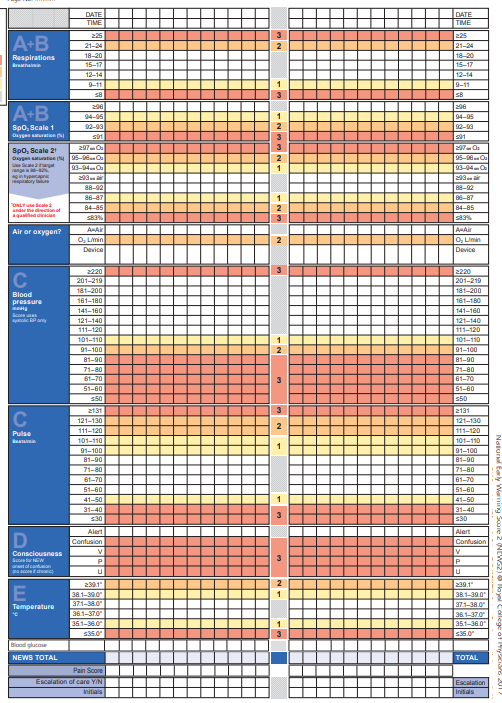 DATE DATE
TIME TIME
A+B
Respirations
Breaths/min
≥25 3 ≥25
21–24 2 21–24
18–20 18–20
15–17 15–17
12–14 12–14
9–11 1 9–11
≤8 3 ≤8
A+B
SpO₂ Scale 1
Oxygen saturation (%)
≥96 ≥96
94–95 1 94–95
92–93 2 92–93
≤91 3 ≤91
SpO₂ Scale 2†
Oxygen saturation (%)
Use Scale 2 if target
range is 88–92%,
eg in hypercapnic
respiratory failure
†ONLY use Scale 2
under the direction of
a qualified clinician
≥97 on O₂ 3 ≥97 on O₂
95–96 on O₂ 2 95–96 on O₂
93–94 on O₂ 1 93–94 on O₂
≥93 on air ≥93 on air
88–92 88–92
86–87 1 86–87
84–85 2 84–85
≤83% 3 ≤83%
Air or oxygen?
A=Air A=Air
O₂ L/min 2 O₂ L/min
Device Device
C
Blood
pressure
mmHg
Score uses
systolic BP only
≥220 3 ≥220
201–219 201–219
181–200 181–200
161–180 161–180
141–160 141–160
121–140 121–140
111–120 111–120
101–110 1 101–110
91–100 2 91–100
81–90 81–90
71–80 3 71–80
61–70 61–70
51–60 51–60
≤50 ≤50
C
Pulse
Beats/min
≥131 3 ≥131
121–130 2 121–130
111–120 111–120
101–110 1 101–110
91–100 91–100
81–90 81–90
71–80 71–80
61–70 61–70
51–60 51–60
41–50 1 41–50
31–40 3 31–40
≤30 ≤30
D
Consciousness
Score for NEW
onset of confusion
(no score if chronic)
Alert Alert
Confusion Confusion
V 3 V
P P
U U
E
Temperature
°C
≥39.1° 2 ≥39.1°
38.1–39.0° 1 38.1–39.0°
37.1–38.0° 37.1–38.0°
36.1–37.0° 36.1–37.0°
35.1–36.0° 1 35.1–36.0°
≤35.0° 3 ≤35.0°
Blood glucose
NEWS TOTAL TOTAL
Pain Score
Escalation of care Y/N Escalation
Initials Initials
National Early Warning Score 2 (NEWS2) © Royal College of Physicians 2017